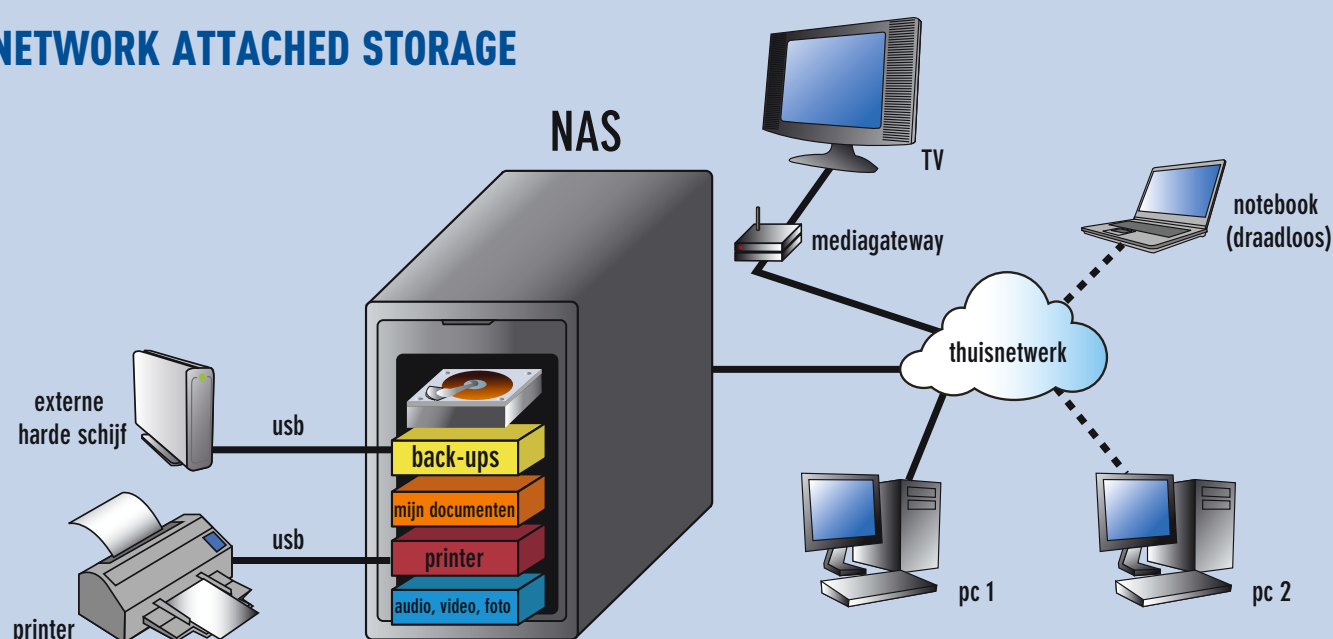 NETWORK ATTACHED STORAGE
NAS
TV
mediagateway
notebook
(draadloos)
thuisnetwerk
externe
harde schijf
usb
back-ups
mijn documenten
usb
printer
audio, video, foto
printer
pc 1
pc 2